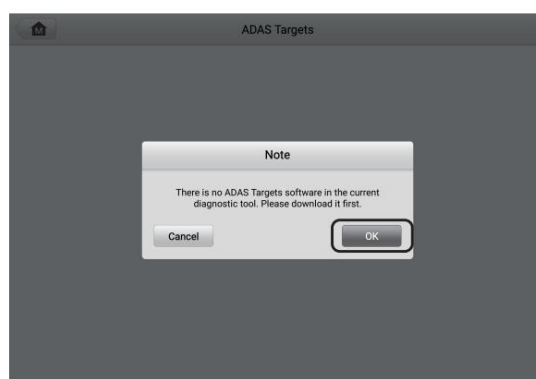 M
ADAS Targets
Note
There is no ADAS Targets software in the current
diagnostic tool. Please download it first.
Cancel
OK